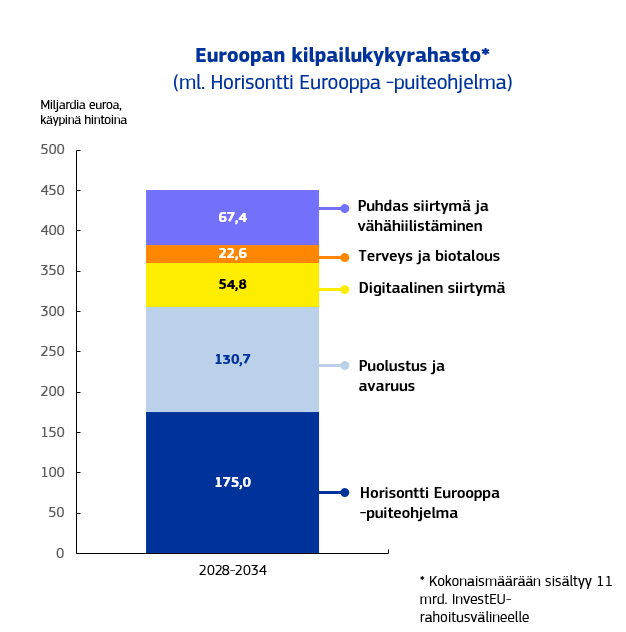 Euroopan kilpailukykyrahasto*
(ml. Horisontti Eurooppa -puiteohjelma)
Miljardia euroa,
käypinä hintoina
500
450
400
350
300
250
200
150
100
50
0
67,4
22,6
54,8
130,7
175,0
Puhdas siirtymä ja
vähähiilistäminen
Terveys ja biotalous
Digitaalinen siirtymä
Puolustus ja
avaruus
Horisontti Eurooppa
-puiteohjelma
2028-2034
* Kokonaismäärään sisältyy 11
mrd. InvestEU-
rahoitusvälineelle